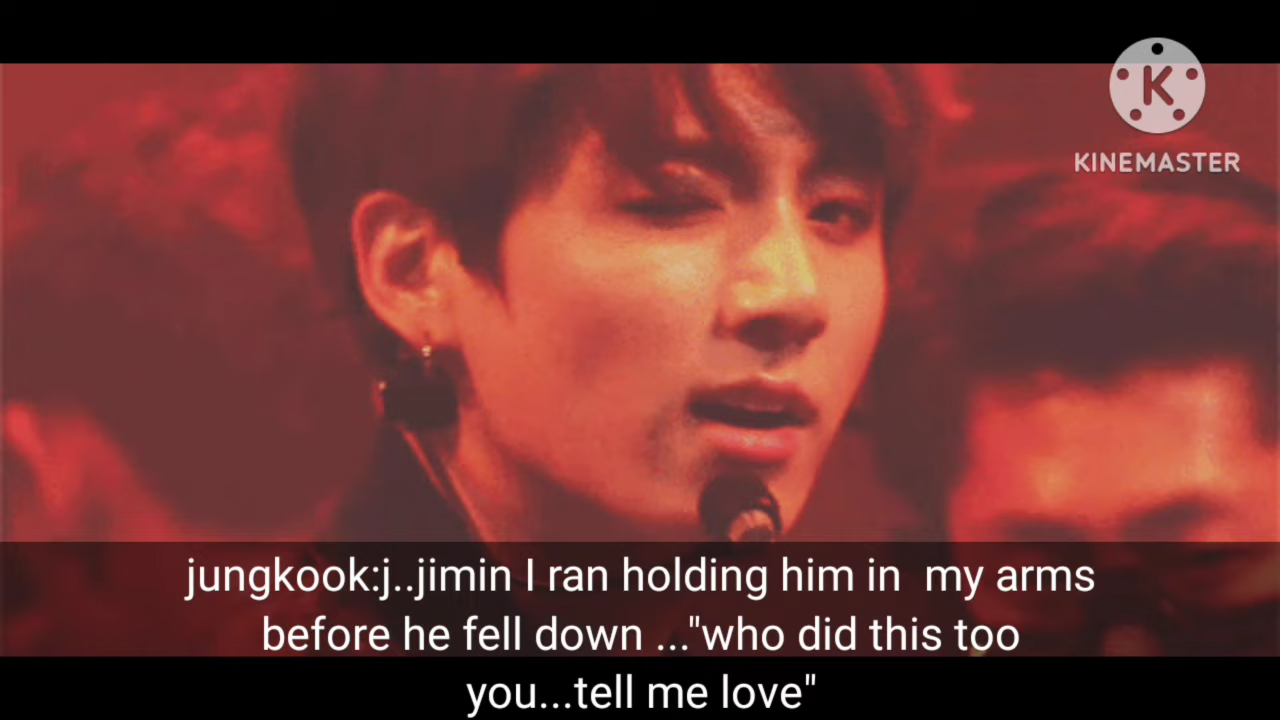 KINEMASTER
jungkook:j..jimin I ran holding him in  my arms
before he fell down ..."who did this too
you...tell me love"